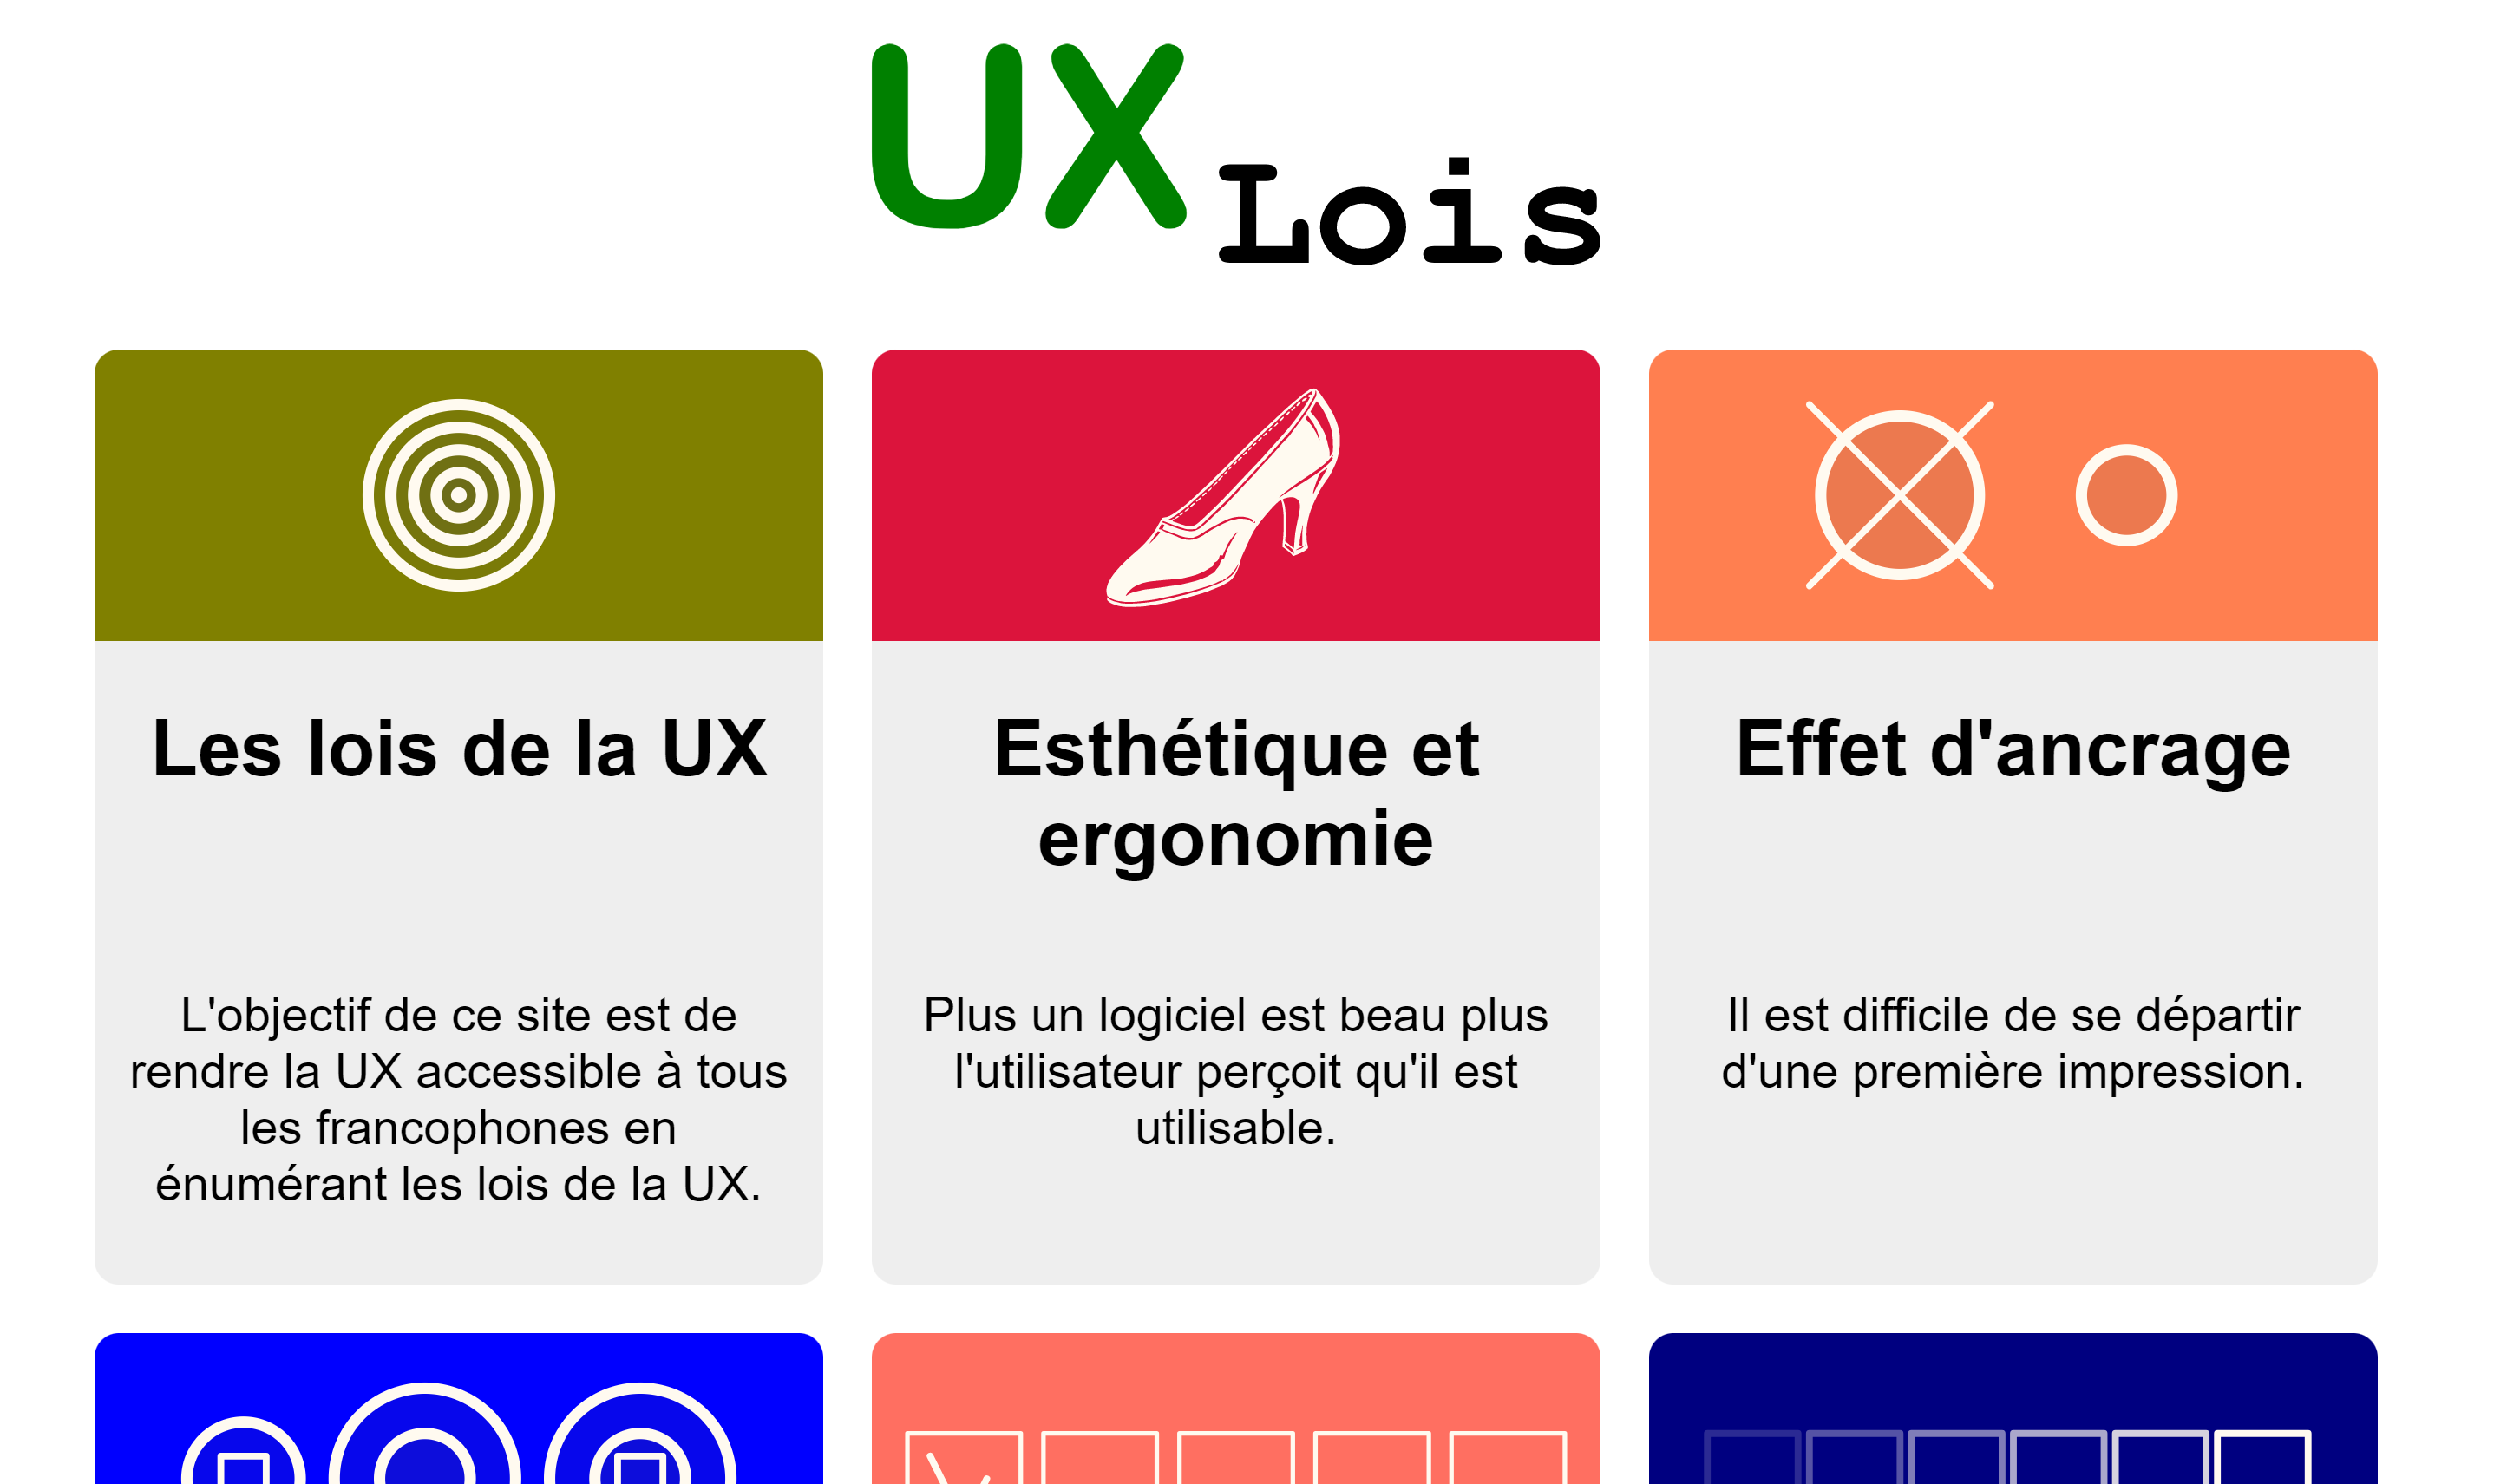 UX Lois
Les lois de la UX
L'objectif de ce site est de
rendre la UX accessible à tous
les francophones en
énumérant les lois de la UX.
Esthétique et
ergonomie
Plus un logiciel est beau plus
l'utilisateur perçoit qu'il est
utilisable.
Effet d'ancrage
Il est difficile de se départir
d'une première impression.